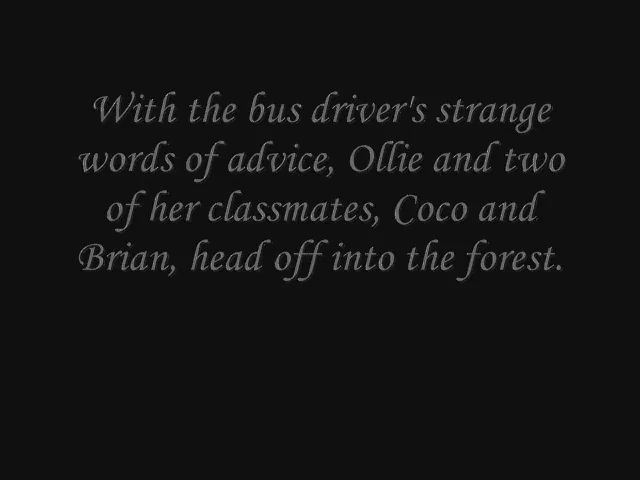 With the bus driver's strange
words of advice, Ollie and two
of her classmates, Coco and
Brian, head off into the forest.